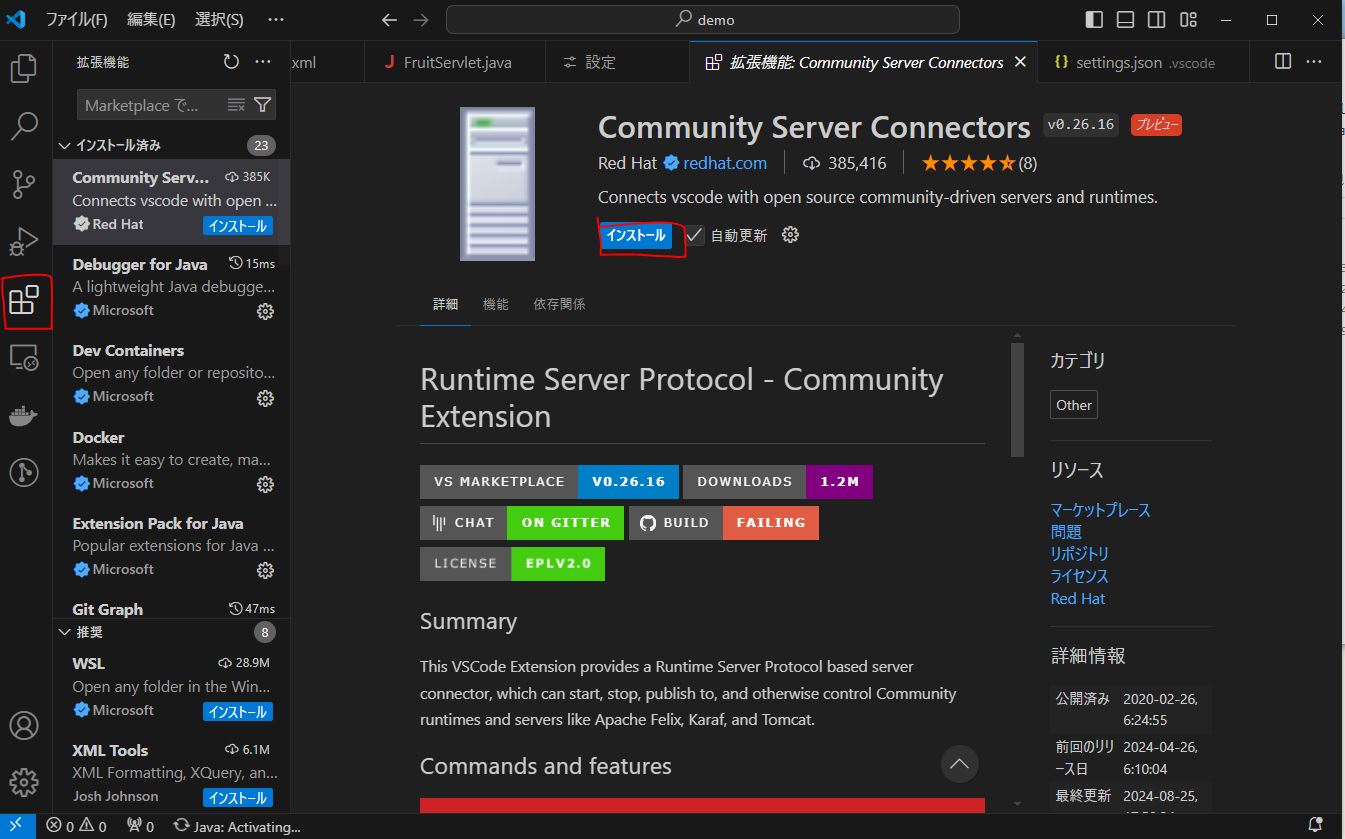 ファイル(F) 編集(E) 選択(S) ··· demo
拡張機能 ···
xml FruitServlet.java 設定 拡張機能: Community Server Connectors settings.json .vscode ···
Marketplace で...
インストール済み 23
Community Serv... 385K
Connects vscode with open ...
Red Hat インストール
Debugger for Java 15ms
A lightweight Java debugge...
Microsoft
Dev Containers
Open any folder or reposito...
Microsoft
Docker
Makes it easy to create, ma...
Microsoft
Extension Pack for Java
Popular extensions for Java ...
Microsoft
Git Graph 47ms
推奨 8
WSL 28.9M
Open any folder in the Win...
Microsoft インストール
XML Tools 6.1M
XML Formatting, XQuery, an...
Josh Johnson インストール
Community Server Connectors v0.26.16 プレビュー
Red Hat redhat.com 385,416 (8)
Connects vscode with open source community-driven servers and runtimes.
インストール 自動更新
詳細 機能 依存関係
Runtime Server Protocol - Community
Extension
VS MARKETPLACE V0.26.16 DOWNLOADS 1.2M
CHAT ON GITTER BUILD FAILING
LICENSE EPLV2.0
Summary
This VSCode Extension provides a Runtime Server Protocol based server
connector, which can start, stop, publish to, and otherwise control Community
runtimes and servers like Apache Felix, Karaf, and Tomcat.
Commands and features
カテゴリ
Other
リソース
マーケットプレース
問題
リポジトリ
ライセンス
Red Hat
詳細情報
公開済み 2020-02-26,
6:24:55
前回のリリ 2024-04-26,
ース日 6:10:04
最終更新 2024-08-25,
0 0 0 Java: Activating...